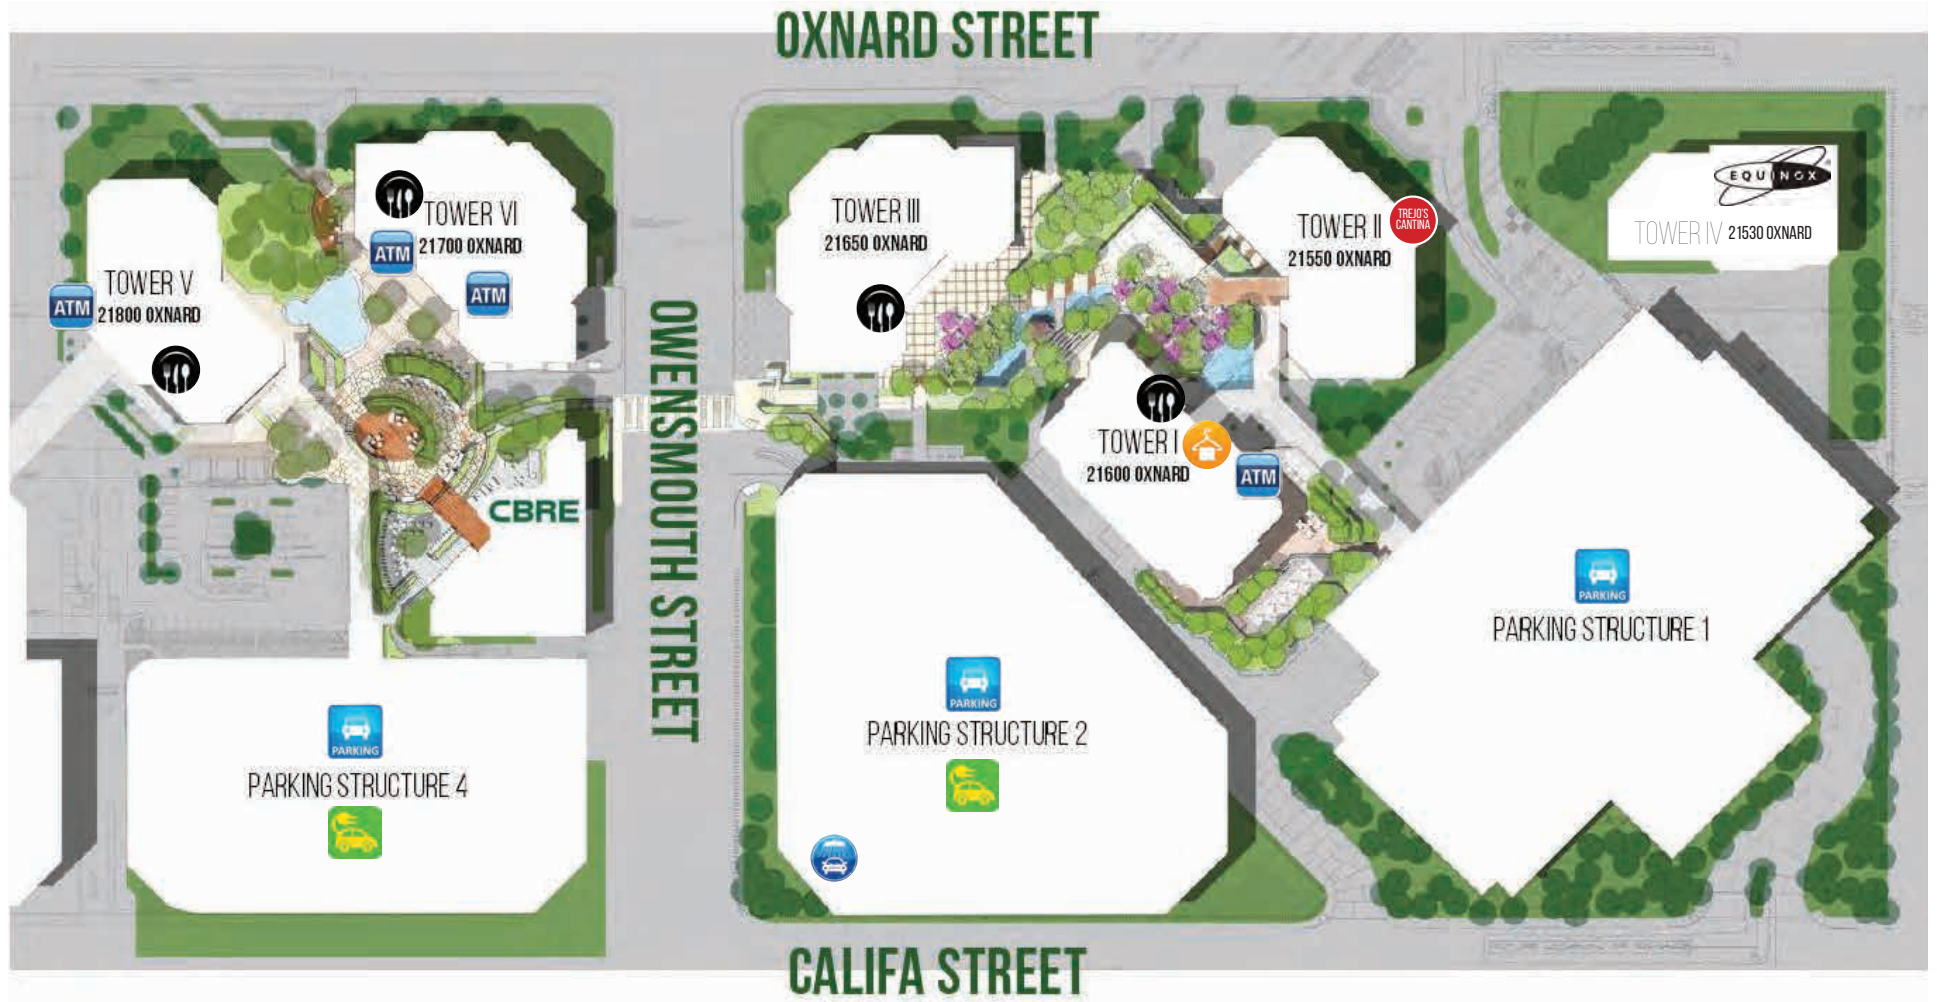 OXNARD STREET
TOWER VI
21700 OXNARD
ATM
ATM
TOWER V
21800 OXNARD
ATM
CBRE
PARKING
PARKING STRUCTURE 4
OWENSMOUTH STREET
TOWER III
21650 OXNARD
TOWER II
21550 OXNARD
TREJO'S
CANTINA
EQUINOX
TOWER IV 21530 OXNARD
TOWER I
21600 OXNARD
ATM
PARKING
PARKING STRUCTURE 1
PARKING
PARKING STRUCTURE 2
CALIFA STREET